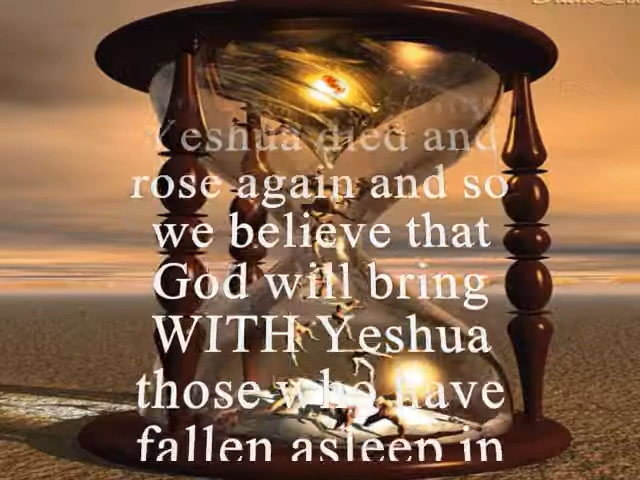 Yeshua died and
rose again and so
we believe that
God will bring
WITH Yeshua
those who have
fallen asleep in